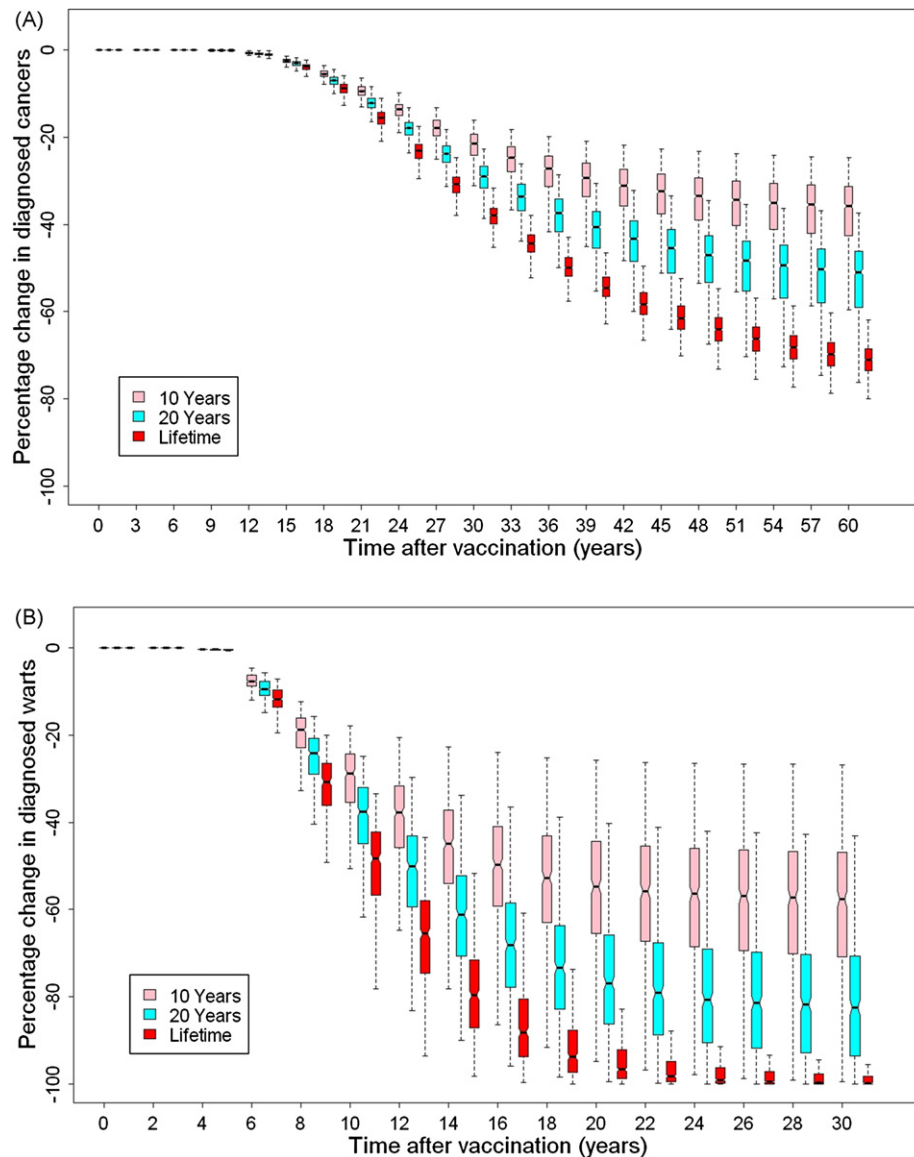 (A)
Percentage change in diagnosed cancers
0
-20
-40
-60
-80
-100
10 Years
20 Years
Lifetime
0 3 6 9 12 15 18 21 24 27 30 33 36 39 42 45 48 51 54 57 60
Time after vaccination (years)
(B)
Percentage change in diagnosed warts
0
-20
-40
-60
-80
-100
10 Years
20 Years
Lifetime
0 2 4 6 8 10 12 14 16 18 20 22 24 26 28 30
Time after vaccination (years)